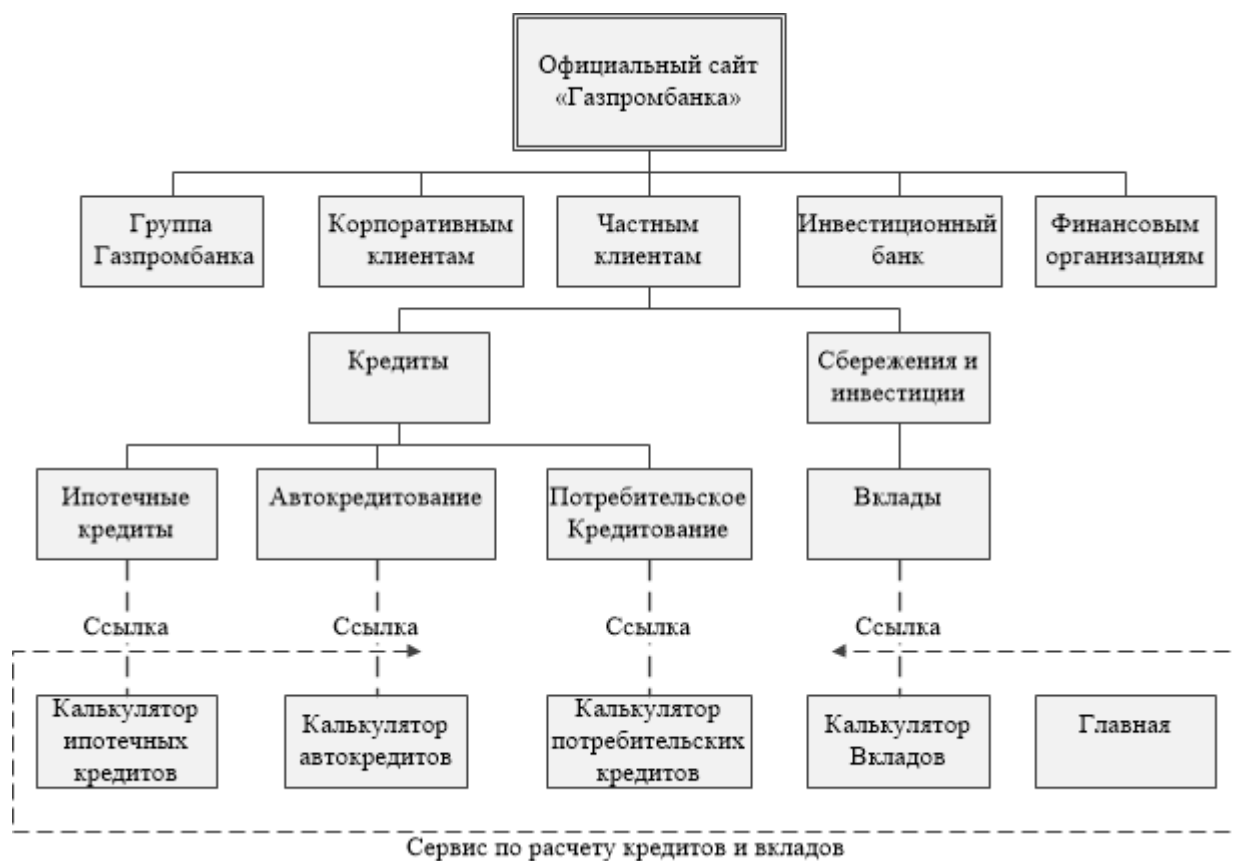 Официальный сайт
«Газпромбанка»
Группа
Газпромбанка
Корпоративным
клиентам
Частным
клиентам
Инвестиционный
банк
Финансовым
организациям
Кредиты
Сбережения и
инвестиции
Ипотечные
кредиты
Автокредитование
Потребительское
Кредитование
Вклады
Ссылка
Ссылка
Ссылка
Ссылка
Калькулятор
ипотечных
кредитов
Калькулятор
автокредитов
Калькулятор
потребительских
кредитов
Калькулятор
Вкладов
Главная
Сервис по расчету кредитов и вкладов